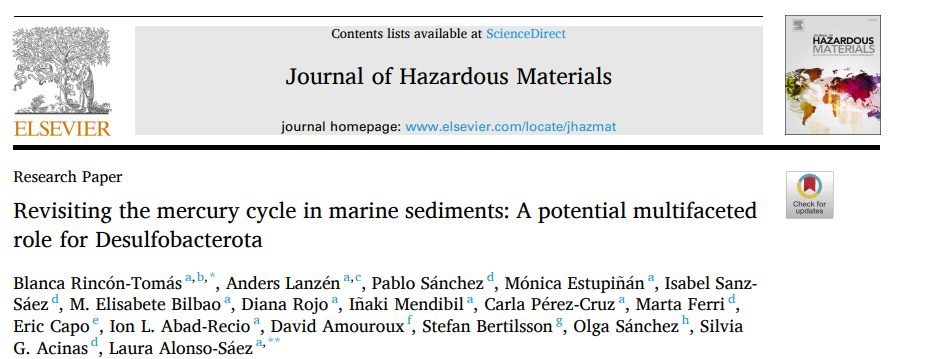 Contents lists available at ScienceDirect
Journal of Hazardous Materials
journal homepage: www.elsevier.com/locate/jhazmat
ELSEVIER
HAZARDOUS
MATERIALS
Research Paper
Revisiting the mercury cycle in marine sediments: A potential multifaceted
role for Desulfobacterota
Check for
updates
Blanca Rincón-Tomás a,b,*, Anders Lanzén a,c, Pablo Sánchez d, Mónica Estupiñán a, Isabel Sanz-
Sáez d, M. Elisabete Bilbao a, Diana Rojo a, Iñaki Mendibil a, Carla Pérez-Cruz a, Marta Ferri d,
Eric Capo e, Ion L. Abad-Recio a, David Amouroux f, Stefan Bertilsson g, Olga Sánchez h, Silvia
G. Acinas d, Laura Alonso-Sáez a,**